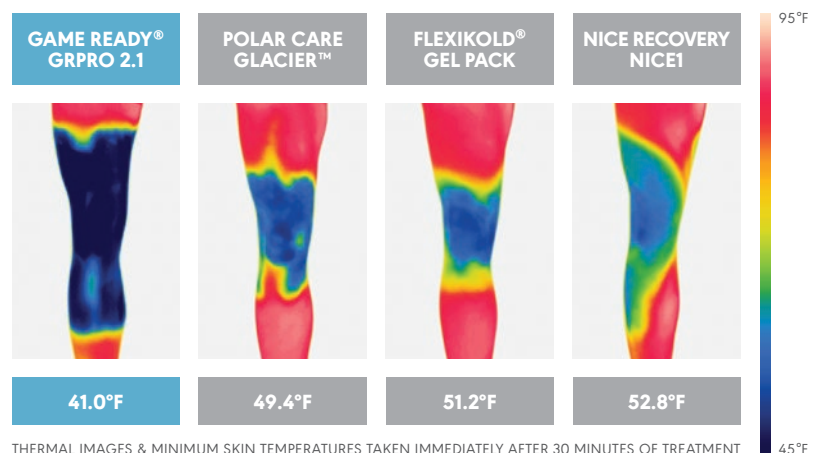 GAME READY®
GRPRO 2.1
POLAR CARE
GLACIER™
FLEXIKOLD®
GEL PACK
NICE RECOVERY
NICE1
95°F
41.0°F
49.4°F
51.2°F
52.8°F
THERMAL IMAGES & MINIMUM SKIN TEMPERATURES TAKEN IMMEDIATELY AFTER 30 MINUTES OF TREATMENT
45°F